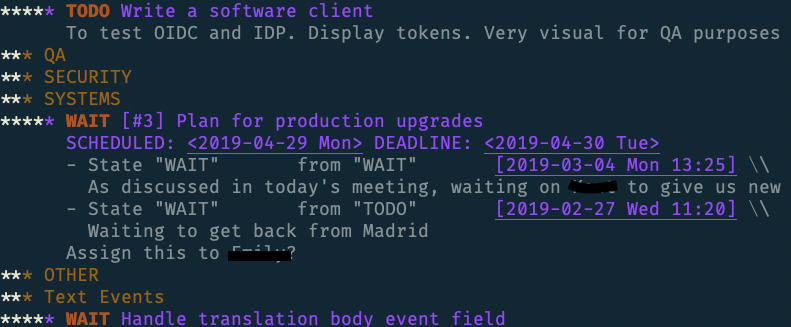 ***** TODO Write a software client
To test OIDC and IDP. Display tokens. Very visual for QA purposes
*** QA
*** SECURITY
*** SYSTEMS
***** WAIT [#3] Plan for production upgrades
SCHEDULED: <2019-04-29 Mon> DEADLINE: <2019-04-30 Tue>
- State "WAIT" from "WAIT" [2019-03-04 Mon 13:25] \\
As discussed in today's meeting, waiting on to give us new
- State "WAIT" from "TODO" [2019-02-27 Wed 11:20] \\
Waiting to get back from Madrid
Assign this to ?
*** OTHER
*** Text Events
***** WAIT Handle translation body event field